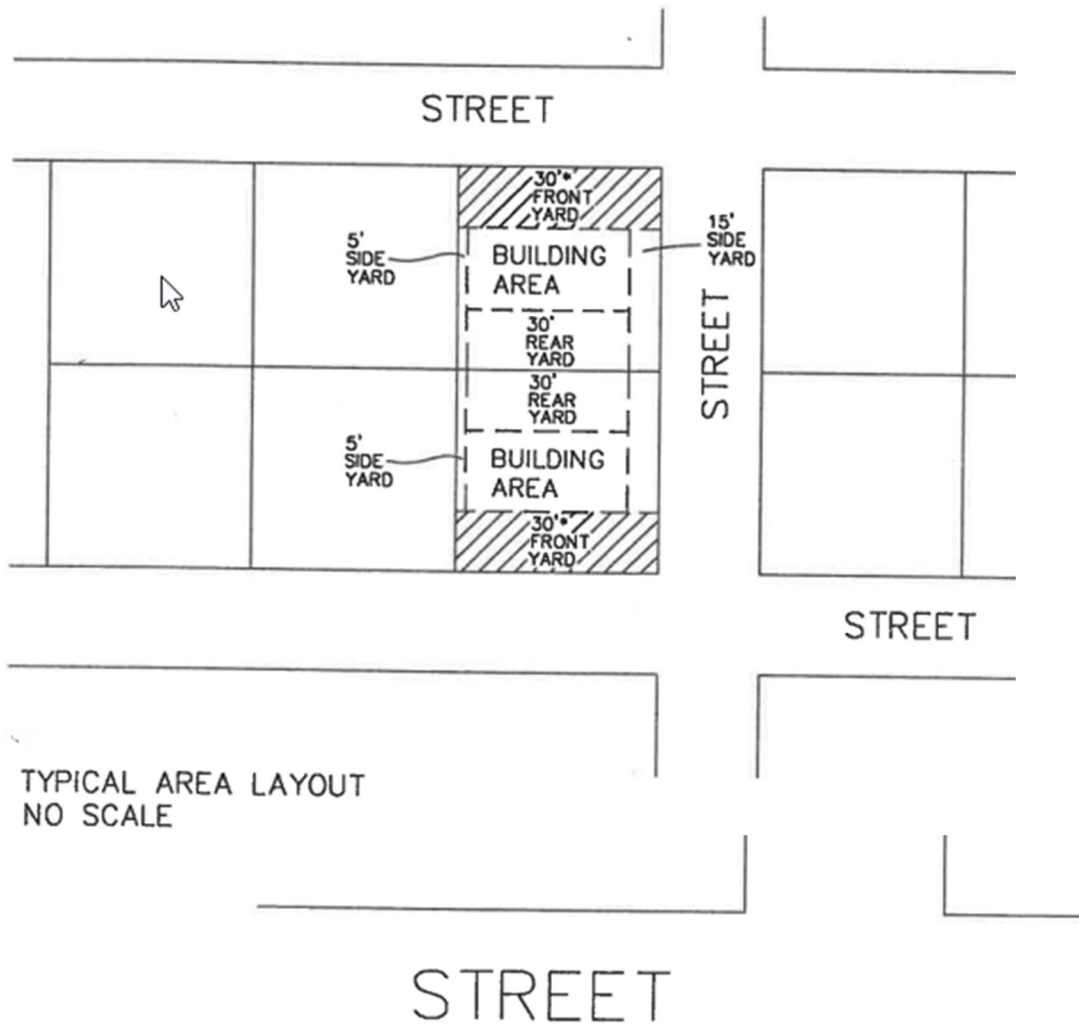 STREET
30'*
FRONT
YARD
5'
SIDE
YARD
BUILDING
AREA
15'
SIDE
YARD
30'
REAR
YARD
STREET
30'
REAR
YARD
5'
SIDE
YARD
BUILDING
AREA
30'*
FRONT
YARD
STREET
TYPICAL AREA LAYOUT
NO SCALE
STREET